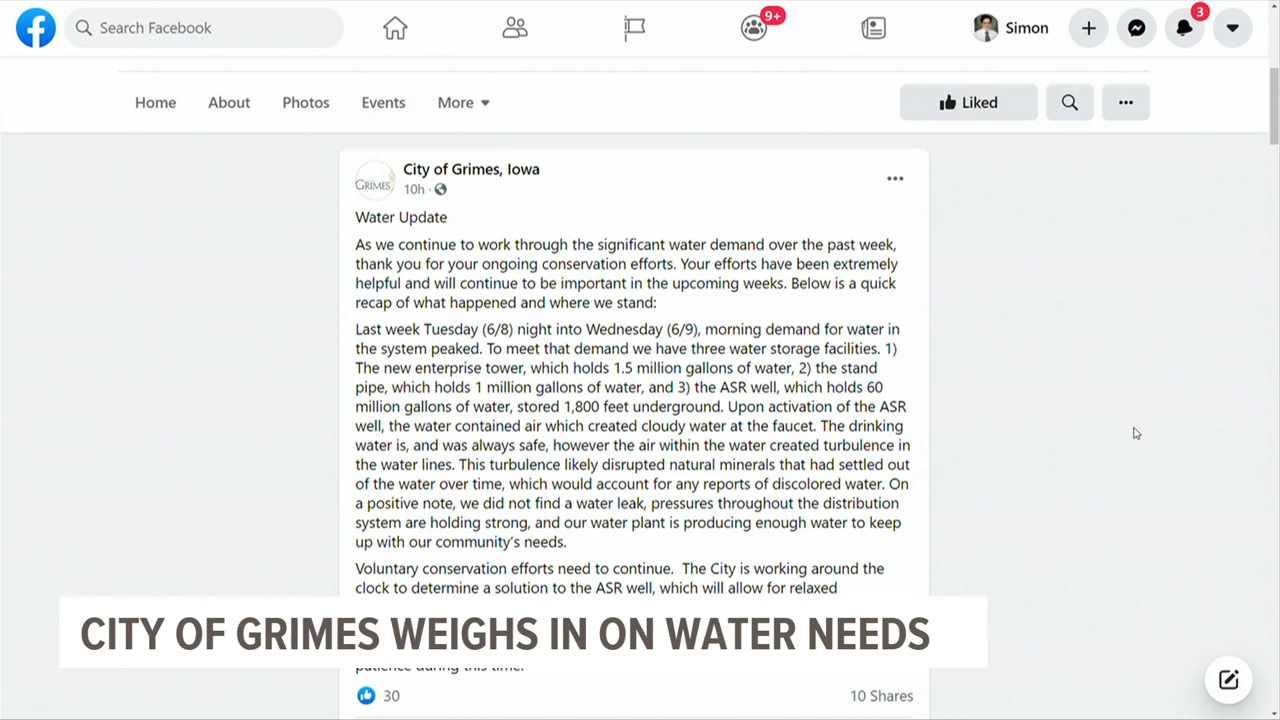 Search Facebook
9+
Simon
3
Home
About
Photos
Events
More
Liked
City of Grimes, Iowa
GRIMES
10h ·
Water Update
As we continue to work through the significant water demand over the past week,
thank you for your ongoing conservation efforts. Your efforts have been extremely
helpful and will continue to be important in the upcoming weeks. Below is a quick
recap of what happened and where we stand:
Last week Tuesday (6/8) night into Wednesday (6/9), morning demand for water in
the system peaked. To meet that demand we have three water storage facilities. 1)
The new enterprise tower, which holds 1.5 million gallons of water, 2) the stand
pipe, which holds 1 million gallons of water, and 3) the ASR well, which holds 60
million gallons of water, stored 1,800 feet underground. Upon activation of the ASR
well, the water contained air which created cloudy water at the faucet. The drinking
water is, and was always safe, however the air within the water created turbulence in
the water lines. This turbulence likely disrupted natural minerals that had settled out
of the water over time, which would account for any reports of discolored water. On
a positive note, we did not find a water leak, pressures throughout the distribution
system are holding strong, and our water plant is producing enough water to keep
up with our community's needs.
Voluntary conservation efforts need to continue.  The City is working around the
clock to determine a solution to the ASR well, which will allow for relaxed
CITY OF GRIMES WEIGHS IN ON WATER NEEDS
patience during this time.
30
10 Shares